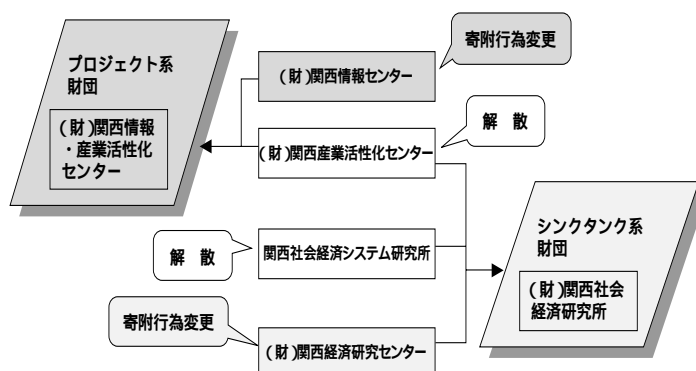 プロジェクト系
財団
(財)関西情報
・産業活性化
センター
(財)関西情報センター
寄附行為変更
(財)関西産業活性化センター
解 散
関西社会経済システム研究所
解 散
(財)関西経済研究センター
寄附行為変更
シンクタンク系
財団
(財)関西社会
経済研究所